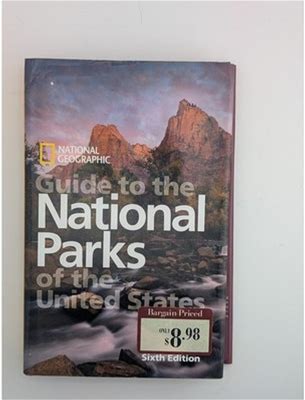 NATIONAL
GEOGRAPHIC
Guide to the
National
Parks
of the
United States
Bargain Priced
ONLY
$8.98
Sixth Edition